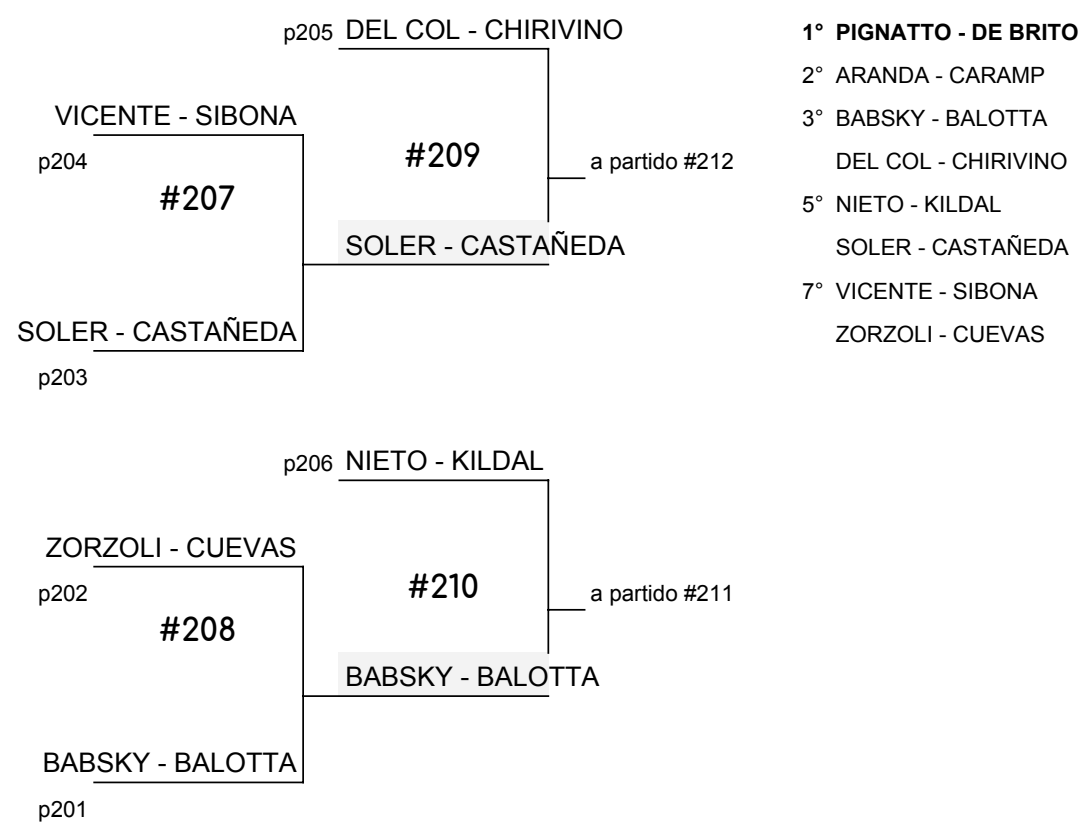 p205 DEL COL - CHIRIVINO
VICENTE - SIBONA
p204
#207
#209
a partido #212
SOLER - CASTAÑEDA
SOLER - CASTAÑEDA
p203
p206 NIETO - KILDAL
ZORZOLI - CUEVAS
p202
#208
#210
a partido #211
BABSKY - BALOTTA
BABSKY - BALOTTA
p201
1° PIGNATTO - DE BRITO
2° ARANDA - CARAMP
3° BABSKY - BALOTTA
DEL COL - CHIRIVINO
5° NIETO - KILDAL
SOLER - CASTAÑEDA
7° VICENTE - SIBONA
ZORZOLI - CUEVAS